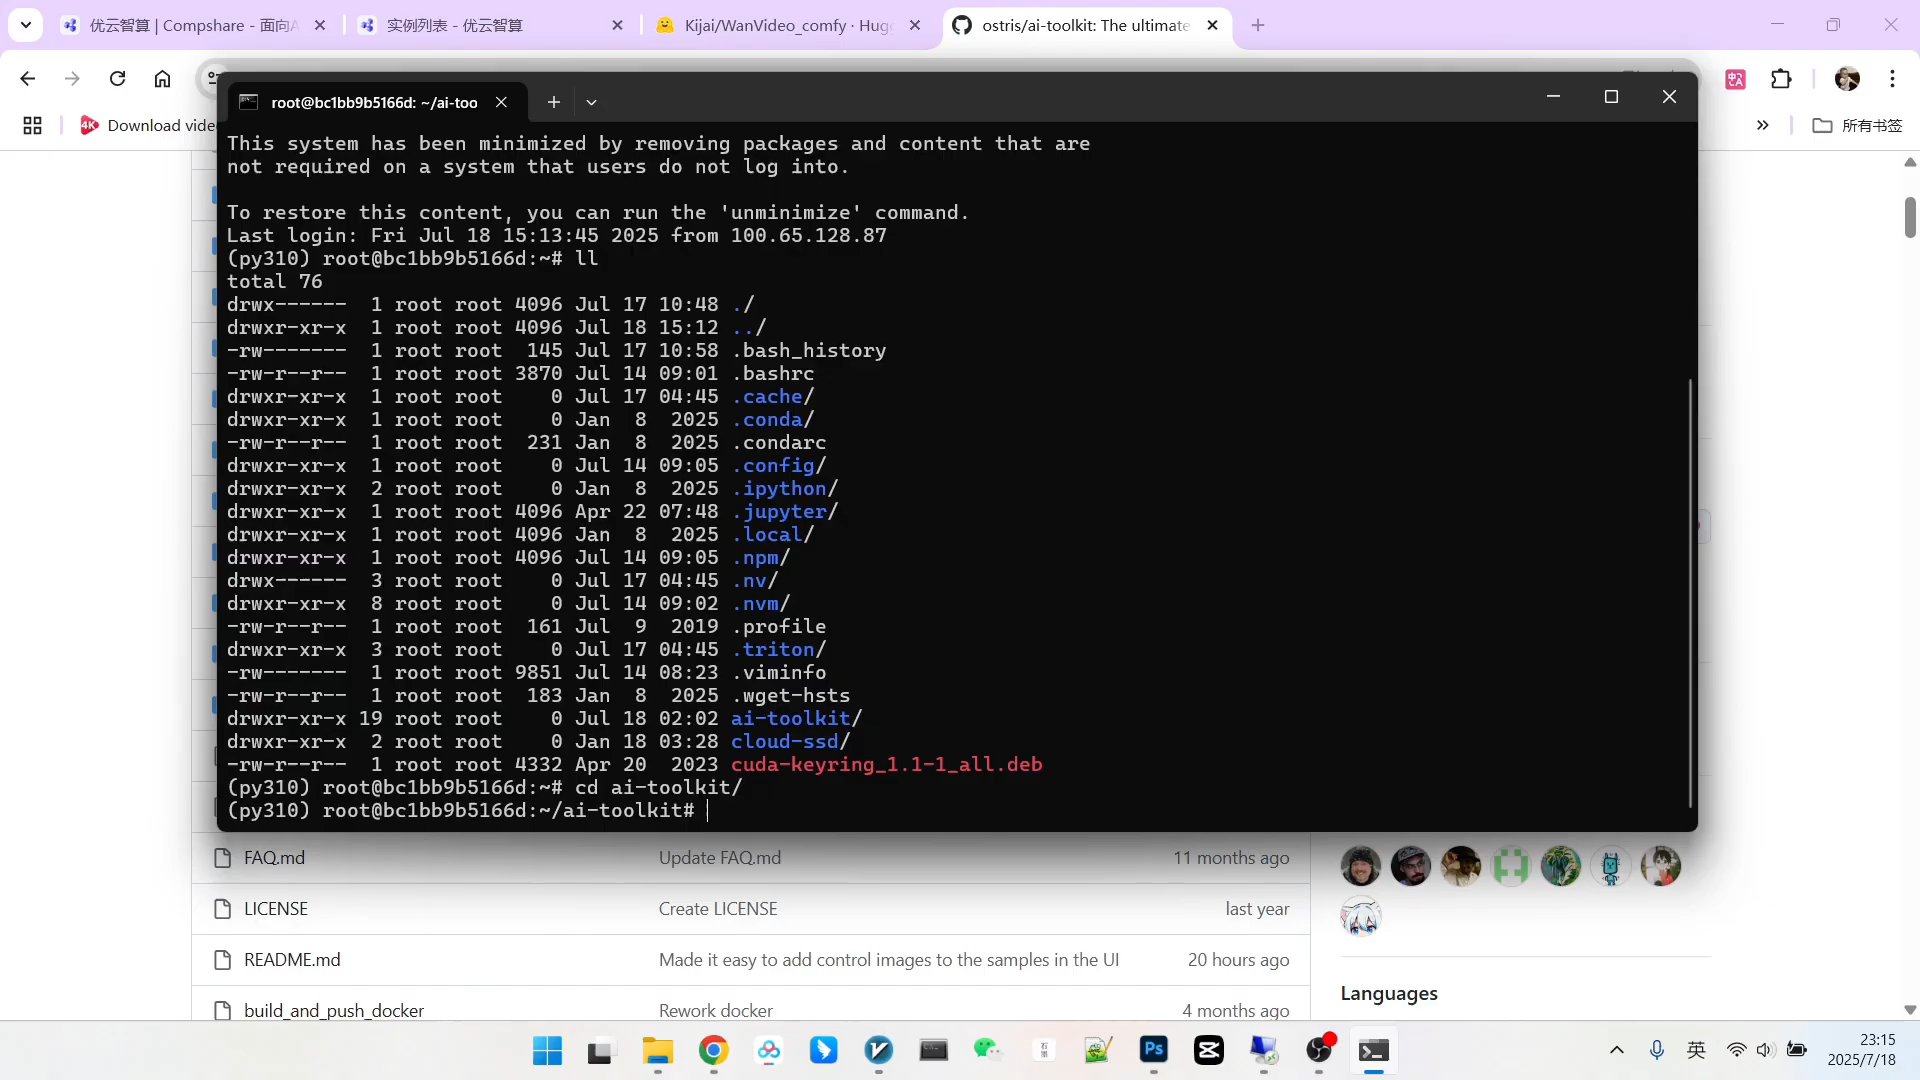 优云智算 | Compshare - 面向A
实例列表 - 优云智算
Kijai/WanVideo_comfy · Hug
ostris/ai-toolkit: The ultimate
Download vide
所有书签
root@bc1bb9b5166d: ~/ai-too
This system has been minimized by removing packages and content that are
not required on a system that users do not log into.
To restore this content, you can run the 'unminimize' command.
Last login: Fri Jul 18 15:13:45 2025 from 100.65.128.87
(py310) root@bc1bb9b5166d:~# ll
total 76
drwx------  1 root root 4096 Jul 17 10:48 ./
drwxr-xr-x  1 root root 4096 Jul 18 15:12 ../
-rw-------  1 root root  145 Jul 17 10:58 .bash_history
-rw-r--r--  1 root root 3870 Jul 14 09:01 .bashrc
drwxr-xr-x  1 root root    0 Jul 17 04:45 .cache/
drwxr-xr-x  1 root root    0 Jan  8  2025 .conda/
-rw-r--r--  1 root root  231 Jan  8  2025 .condarc
drwxr-xr-x  1 root root    0 Jul 14 09:05 .config/
drwxr-xr-x  2 root root    0 Jan  8  2025 .ipython/
drwxr-xr-x  1 root root 4096 Apr 22 07:48 .jupyter/
drwxr-xr-x  1 root root 4096 Jan  8  2025 .local/
drwxr-xr-x  1 root root 4096 Jul 14 09:05 .npm/
drwx------  3 root root    0 Jul 17 04:45 .nv/
drwxr-xr-x  8 root root    0 Jul 14 09:02 .nvm/
-rw-r--r--  1 root root  161 Jul  9  2019 .profile
drwxr-xr-x  3 root root    0 Jul 17 04:45 .triton/
-rw-------  1 root root 9851 Jul 14 08:23 .viminfo
-rw-r--r--  1 root root  183 Jan  8  2025 .wget-hsts
drwxr-xr-x 19 root root    0 Jul 18 02:02 ai-toolkit/
drwxr-xr-x  2 root root    0 Jan 18 03:28 cloud-ssd/
-rw-r--r--  1 root root 4332 Apr 20  2023 cuda-keyring_1.1-1_all.deb
(py310) root@bc1bb9b5166d:~# cd ai-toolkit/
(py310) root@bc1bb9b5166d:~/ai-toolkit#
FAQ.md Update FAQ.md 11 months ago
LICENSE Create LICENSE last year
README.md Made it easy to add control images to the samples in the UI 20 hours ago
build_and_push_docker Rework docker 4 months ago
Languages
Ps
英
23:15
2025/7/18